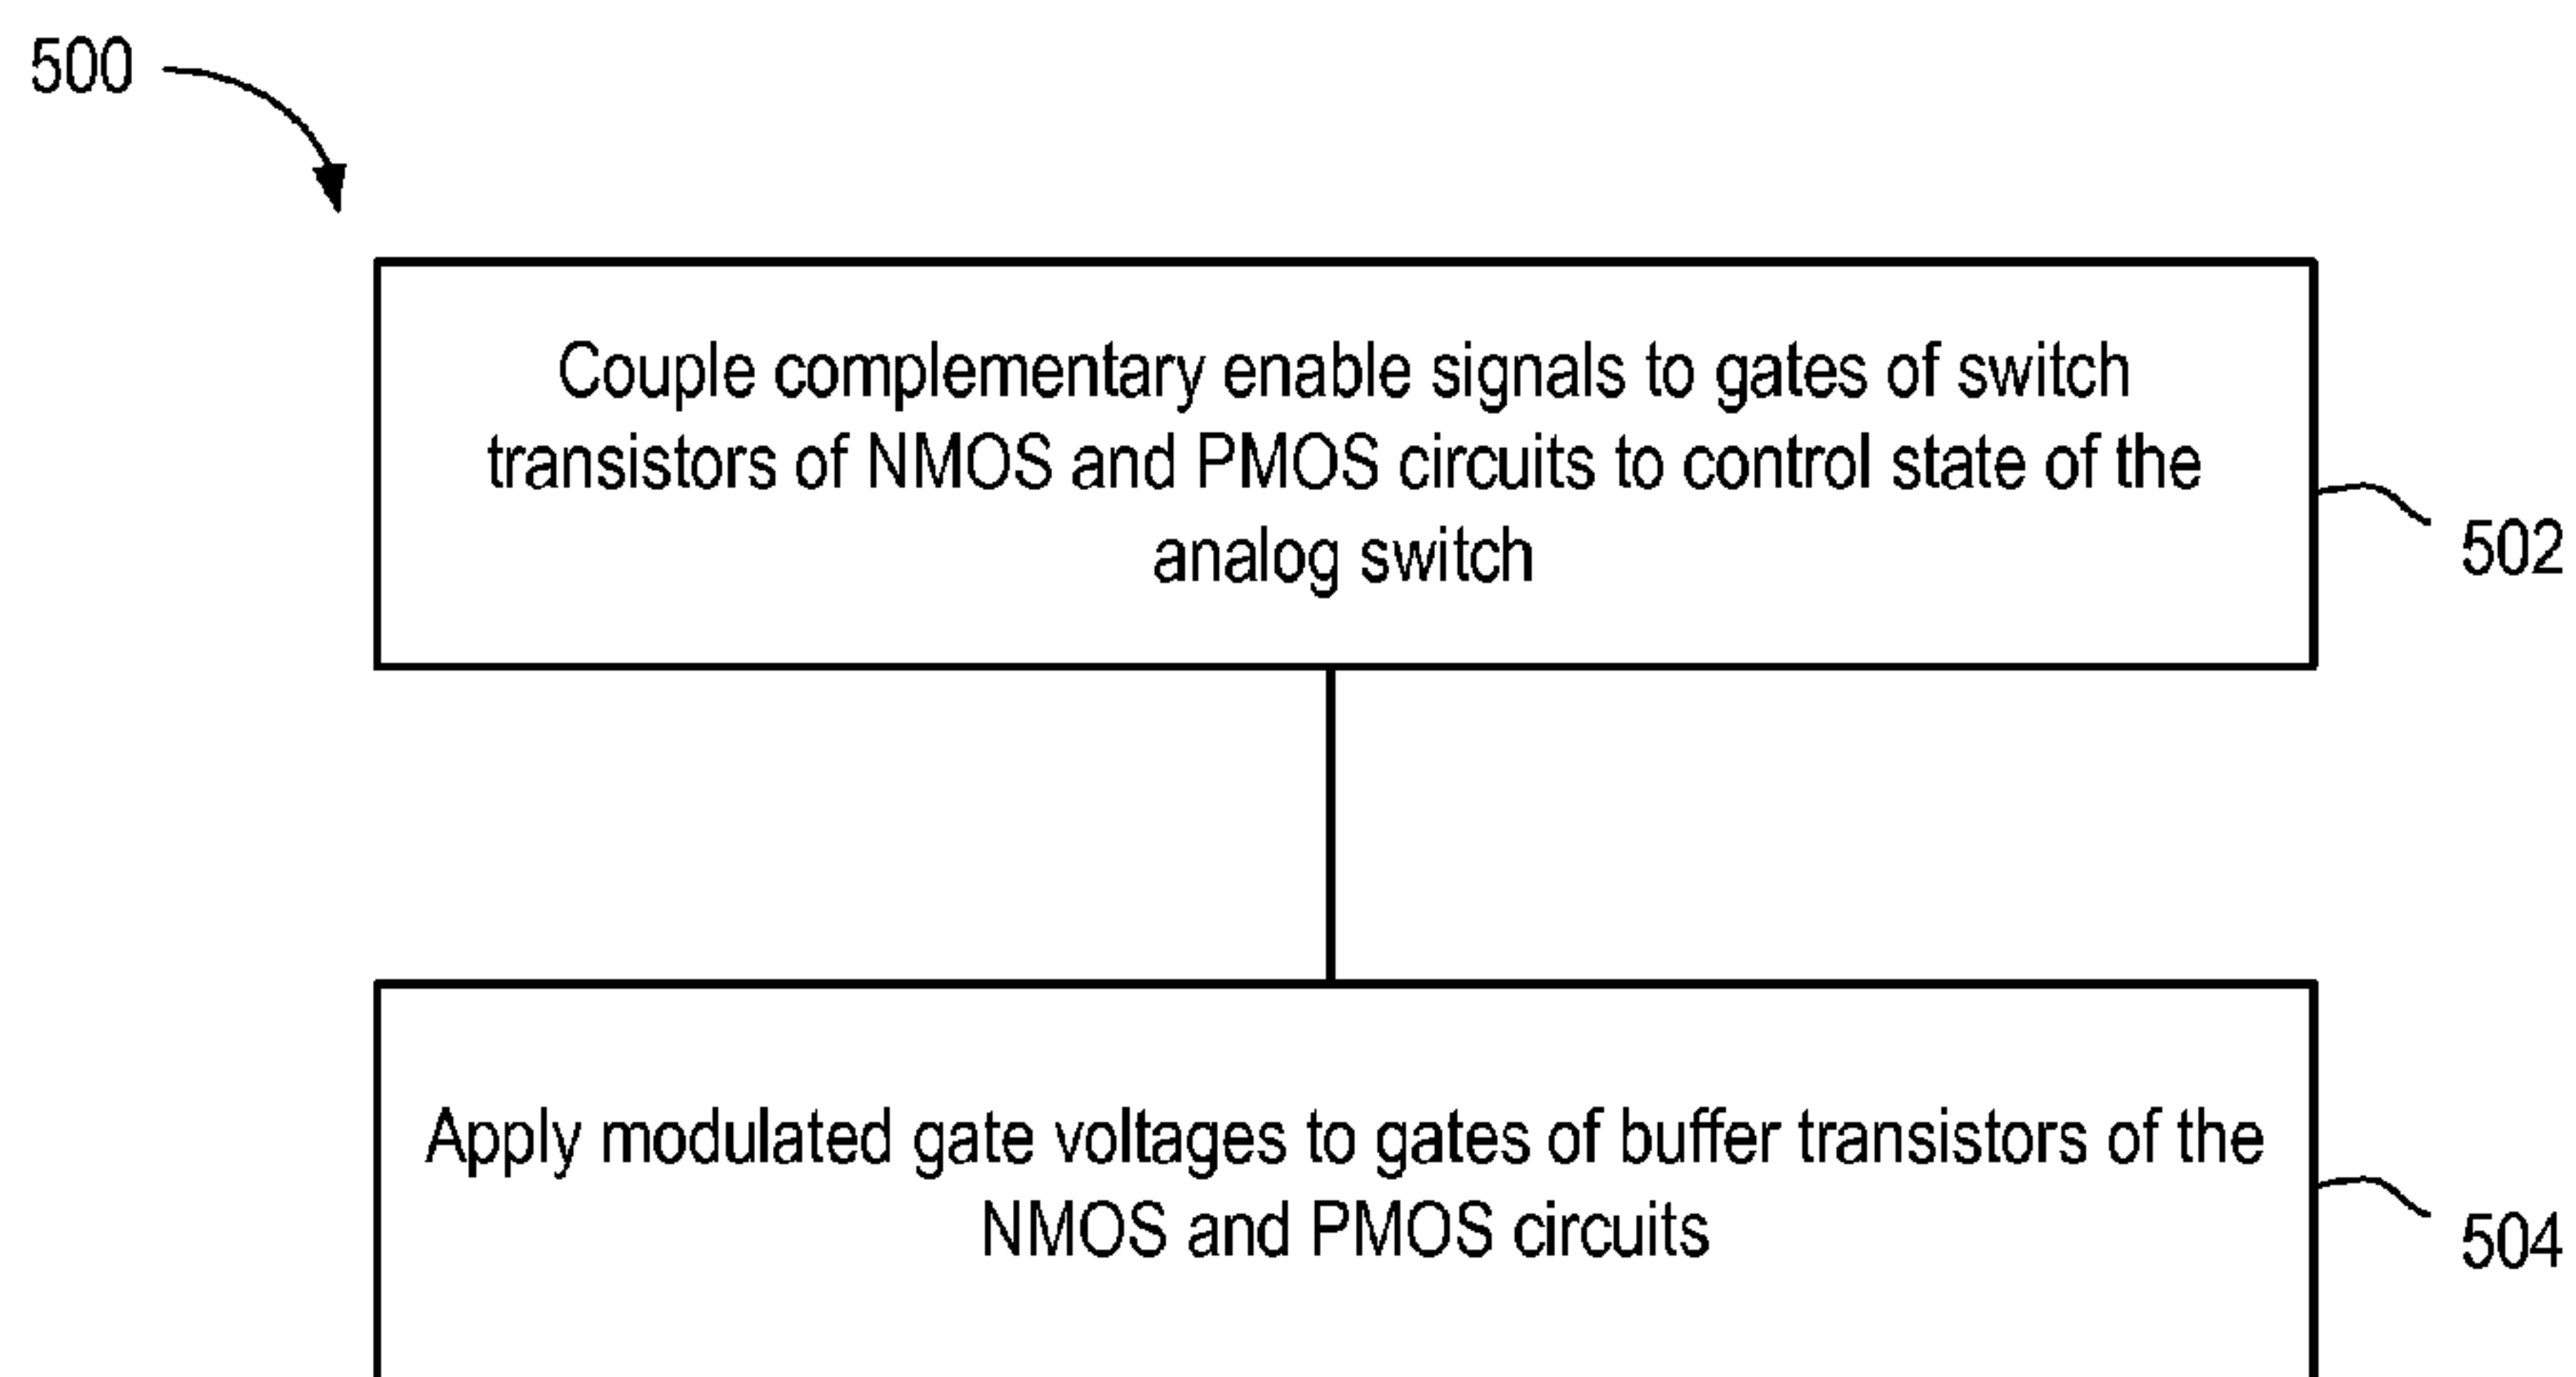 500
Couple complementary enable signals to gates of switch
transistors of NMOS and PMOS circuits to control state of the
analog switch
502
Apply modulated gate voltages to gates of buffer transistors of the
NMOS and PMOS circuits
504